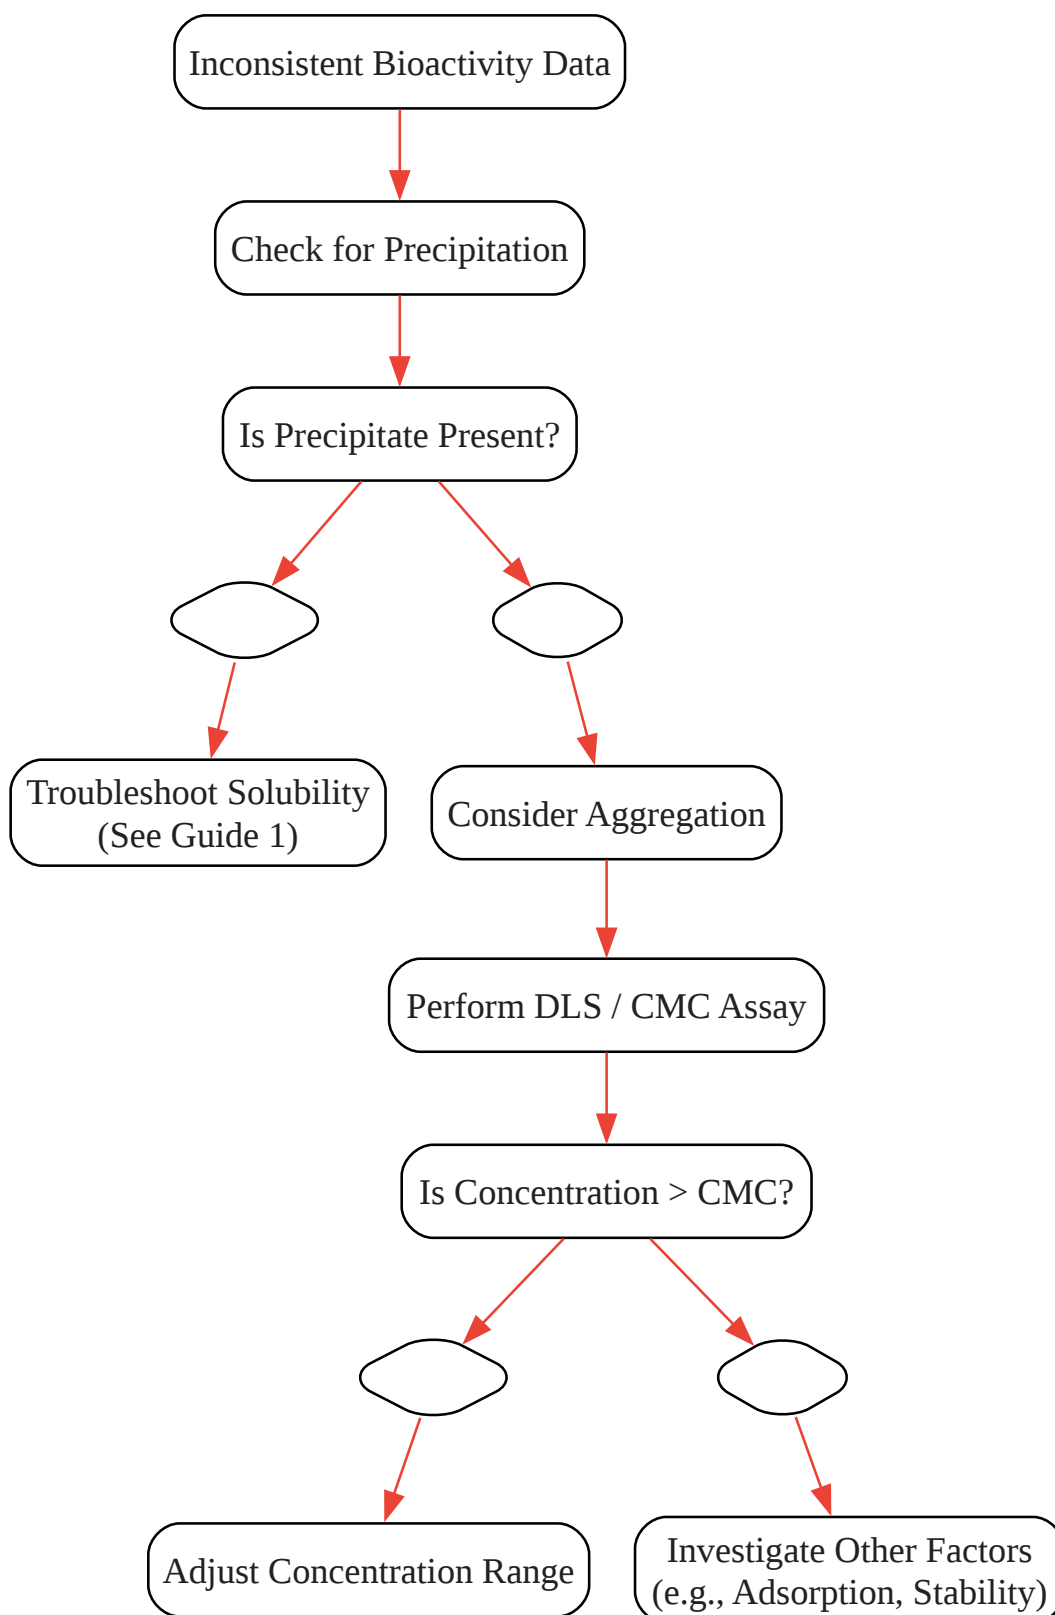 Inconsistent Bioactivity Data
Check for Precipitation
Is Precipitate Present?
Troubleshoot Solubility
(See Guide 1)
Consider Aggregation
Perform DLS / CMC Assay
Is Concentration > CMC?
Adjust Concentration Range
Investigate Other Factors
(e.g., Adsorption, Stability)